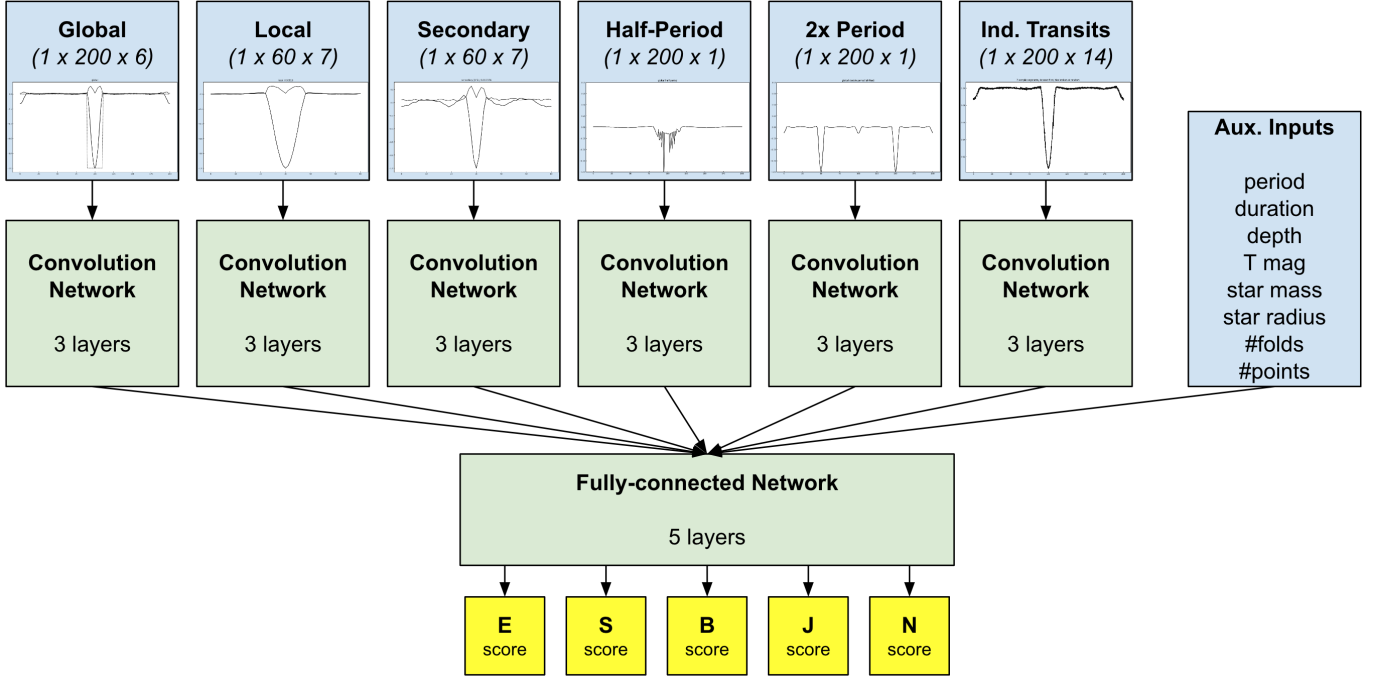 Global
(1 x 200 x 6)
Local
(1 x 60 x 7)
Secondary
(1 x 60 x 7)
Half-Period
(1 x 200 x 1)
2x Period
(1 x 200 x 1)
Ind. Transits
(1 x 200 x 14)
Aux. Inputs
period
duration
depth
T mag
star mass
star radius
#folds
#points
Convolution
Network
3 layers
Convolution
Network
3 layers
Convolution
Network
3 layers
Convolution
Network
3 layers
Convolution
Network
3 layers
Convolution
Network
3 layers
Fully-connected Network
5 layers
E
score
S
score
B
score
J
score
N
score